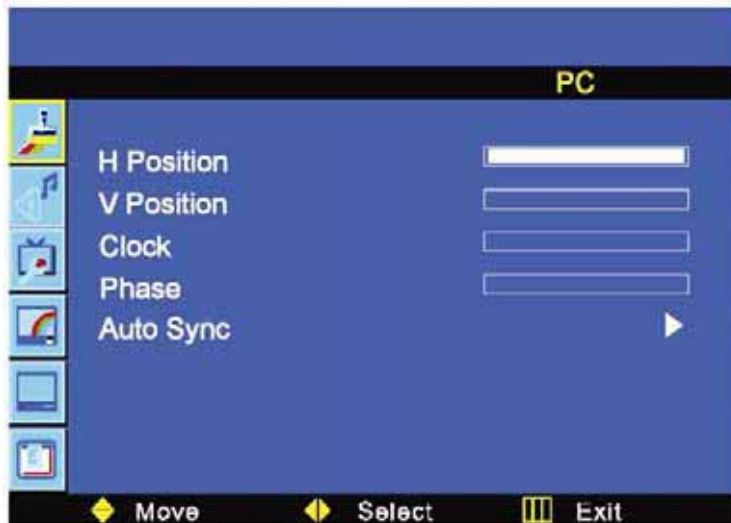 PC
H Position
V Position
Clock
Phase
Auto Sync
Move Select Exit